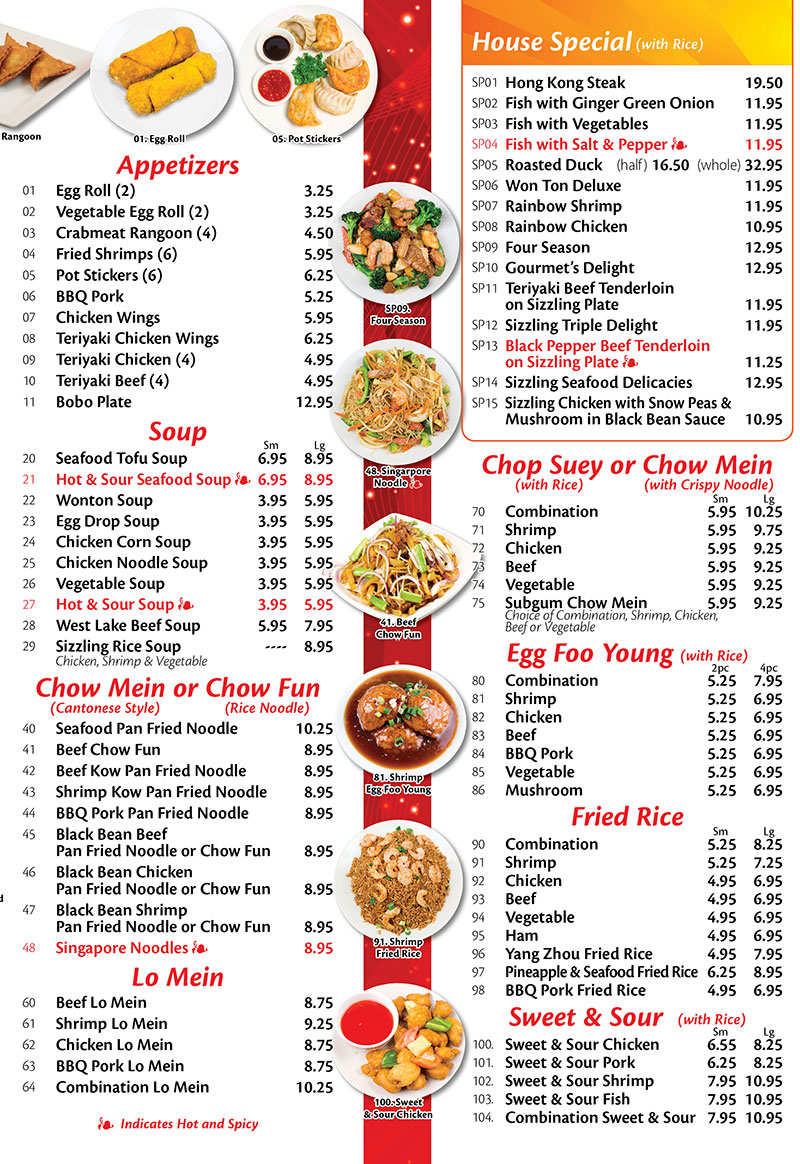 Rangoon
01. Egg Roll
05. Pot Stickers
Appetizers
01 Egg Roll (2) 3.25
02 Vegetable Egg Roll (2) 3.25
03 Crabmeat Rangoon (4) 4.50
04 Fried Shrimps (6) 5.95
05 Pot Stickers (6) 6.25
06 BBQ Pork 5.25
07 Chicken Wings 5.95
08 Teriyaki Chicken Wings 6.25
09 Teriyaki Chicken (4) 4.95
10 Teriyaki Beef (4) 4.95
11 Bobo Plate 12.95
Soup
Sm Lg
20 Seafood Tofu Soup 6.95 8.95
21 Hot & Sour Seafood Soup 6.95 8.95
22 Wonton Soup 3.95 5.95
23 Egg Drop Soup 3.95 5.95
24 Chicken Corn Soup 3.95 5.95
25 Chicken Noodle Soup 3.95 5.95
26 Vegetable Soup 3.95 5.95
27 Hot & Sour Soup 3.95 5.95
28 West Lake Beef Soup 5.95 7.95
29 Sizzling Rice Soup ---- 8.95
Chicken, Shrimp & Vegetable
Chow Mein or Chow Fun
(Cantonese Style) (Rice Noodle)
40 Seafood Pan Fried Noodle 10.25
41 Beef Chow Fun 8.95
42 Beef Kow Pan Fried Noodle 8.95
43 Shrimp Kow Pan Fried Noodle 8.95
44 BBQ Pork Pan Fried Noodle 8.95
45 Black Bean Beef
Pan Fried Noodle or Chow Fun 8.95
46 Black Bean Chicken
Pan Fried Noodle or Chow Fun 8.95
47 Black Bean Shrimp
Pan Fried Noodle or Chow Fun 8.95
48 Singapore Noodles 8.95
Lo Mein
60 Beef Lo Mein 8.75
61 Shrimp Lo Mein 9.25
62 Chicken Lo Mein 8.75
63 BBQ Pork Lo Mein 8.75
64 Combination Lo Mein 10.25
Indicates Hot and Spicy
SP09.
Four Season
48. Singarpore
Noodle
41. Beef
Chow Fun
81. Shrimp
Egg Foo Young
91. Shrimp
Fried Rice
100. Sweet
& Sour Chicken
House Special (with Rice)
SP01 Hong Kong Steak 19.50
SP02 Fish with Ginger Green Onion 11.95
SP03 Fish with Vegetables 11.95
SP04 Fish with Salt & Pepper 11.95
SP05 Roasted Duck (half) 16.50 (whole) 32.95
SP06 Won Ton Deluxe 11.95
SP07 Rainbow Shrimp 11.95
SP08 Rainbow Chicken 10.95
SP09 Four Season 12.95
SP10 Gourmet's Delight 12.95
SP11 Teriyaki Beef Tenderloin
on Sizzling Plate 11.95
SP12 Sizzling Triple Delight 11.95
SP13 Black Pepper Beef Tenderloin
on Sizzling Plate 11.25
SP14 Sizzling Seafood Delicacies 12.95
SP15 Sizzling Chicken with Snow Peas &
Mushroom in Black Bean Sauce 10.95
Chop Suey or Chow Mein
(with Rice) (with Crispy Noodle)
Sm Lg
70 Combination 5.95 10.25
71 Shrimp 5.95 9.75
72 Chicken 5.95 9.25
73 Beef 5.95 9.25
74 Vegetable 5.95 9.25
75 Subgum Chow Mein 5.95 9.25
Choice of Combination, Shrimp, Chicken,
Beef or Vegetable
Egg Foo Young (with Rice)
2pc 4pc
80 Combination 5.25 7.95
81 Shrimp 5.25 6.95
82 Chicken 5.25 6.95
83 Beef 5.25 6.95
84 BBQ Pork 5.25 6.95
85 Vegetable 5.25 6.95
86 Mushroom 5.25 6.95
Fried Rice
Sm Lg
90 Combination 5.25 8.25
91 Shrimp 5.25 7.25
92 Chicken 4.95 6.95
93 Beef 4.95 6.95
94 Vegetable 4.95 6.95
95 Ham 4.95 6.95
96 Yang Zhou Fried Rice 4.95 7.95
97 Pineapple & Seafood Fried Rice 6.25 8.95
98 BBQ Pork Fried Rice 4.95 6.95
Sweet & Sour (with Rice)
Sm Lg
100. Sweet & Sour Chicken 6.55 8.25
101. Sweet & Sour Pork 6.25 8.25
102. Sweet & Sour Shrimp 7.95 10.95
103. Sweet & Sour Fish 7.95 10.95
104. Combination Sweet & Sour 7.95 10.95